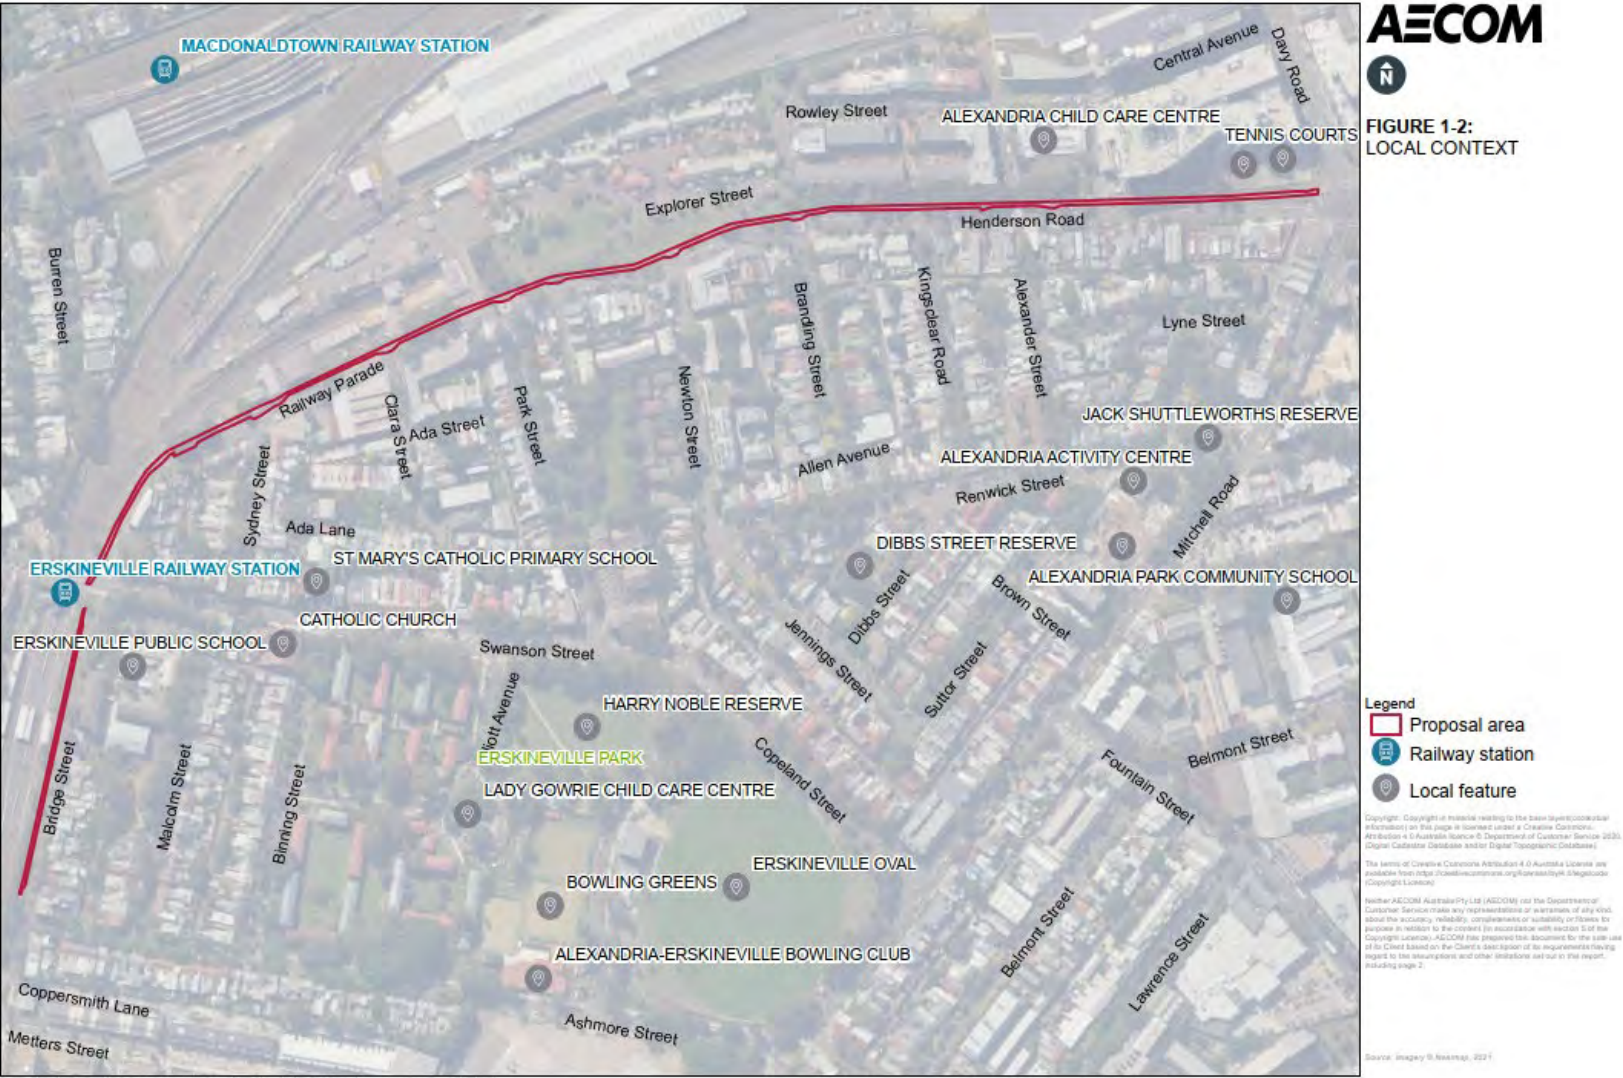 AECOM
N
FIGURE 1-2:
LOCAL CONTEXT
MACDONALDTOWN RAILWAY STATION
Central Avenue
Davy Road
Rowley Street
ALEXANDRIA CHILD CARE CENTRE
TENNIS COURTS
Explorer Street
Henderson Road
Burren Street
Brandling Street
Kingsclear Road
Alexander Street
Lyne Street
Railway Parade
Clara Street
Ada Street
Park Street
Newton Street
JACK SHUTTLEWORTHS RESERVE
Allen Avenue
ALEXANDRIA ACTIVITY CENTRE
Renwick Street
Mitchell Road
Sydney Street
Ada Lane
ERSKINEVILLE RAILWAY STATION
ST MARY'S CATHOLIC PRIMARY SCHOOL
DIBBS STREET RESERVE
ALEXANDRIA PARK COMMUNITY SCHOOL
Dibbs Street
Brown Street
CATHOLIC CHURCH
ERSKINEVILLE PUBLIC SCHOOL
Swanson Street
Jennings Street
Suttor Street
liott Avenue
HARRY NOBLE RESERVE
ERSKINEVILLE PARK
Copeland Street
Belmont Street
Fountain Street
Bridge Street
Malcolm Street
Binning Street
LADY GOWRIE CHILD CARE CENTRE
ERSKINEVILLE OVAL
BOWLING GREENS
Belmont Street
Lawrence Street
ALEXANDRIA-ERSKINEVILLE BOWLING CLUB
Coppersmith Lane
Metters Street
Ashmore Street
Legend
Proposal area
Railway station
Local feature